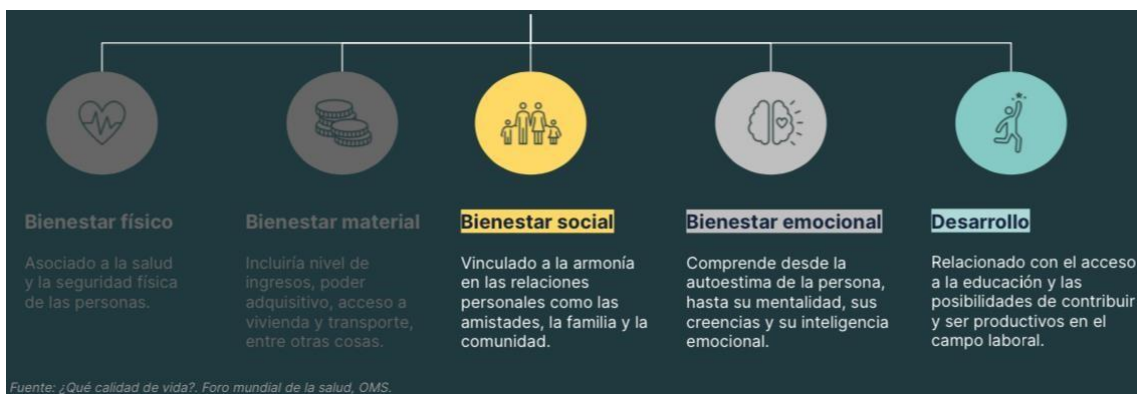 Bienestar físico
Asociado a la salud
y la seguridad física
de las personas.
Bienestar material
Incluiría nivel de
ingresos, poder
adquisitivo, acceso a
vivienda y transporte,
entre otras cosas.
Bienestar social
Vinculado a la armonía
en las relaciones
personales como las
amistades, la familia y la
comunidad.
Bienestar emocional
Comprende desde la
autoestima de la persona,
hasta su mentalidad, sus
creencias y su inteligencia
emocional.
Desarrollo
Relacionado con el acceso
a la educación y las
posibilidades de contribuir
y ser productivos en el
campo laboral.
Fuente: ¿Qué calidad de vida?. Foro mundial de la salud, OMS.